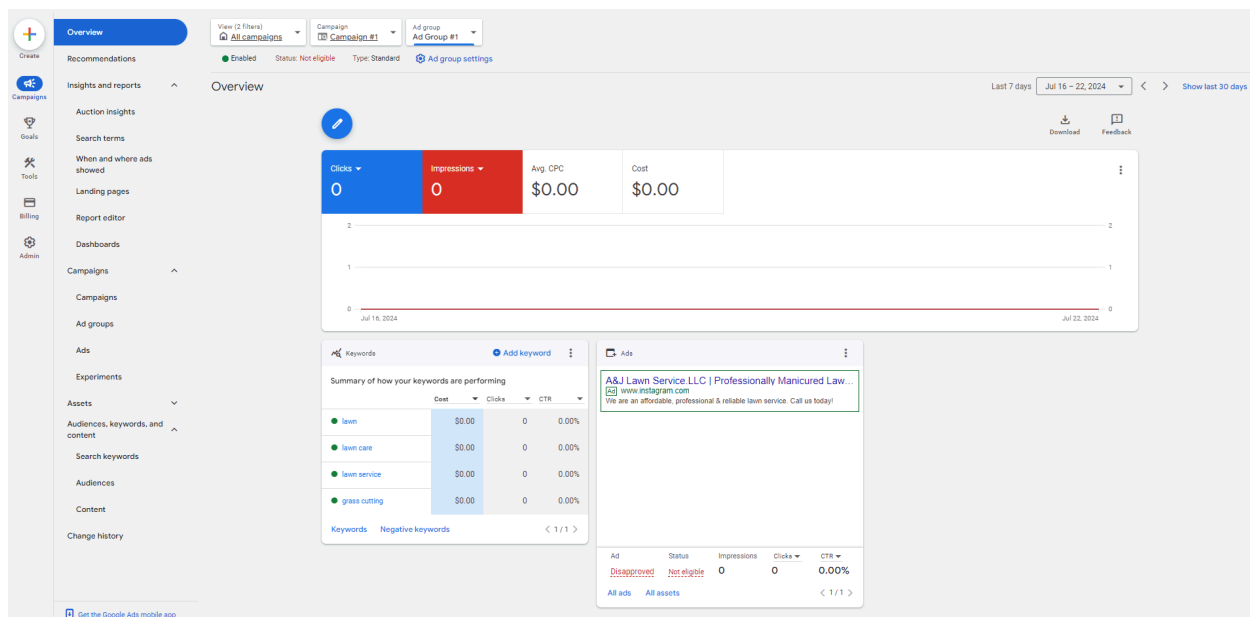 Create
Campaigns
Goals
Tools
Billing
Admin
Overview
Recommendations
Insights and reports
Auction insights
Search terms
When and where ads
showed
Landing pages
Report editor
Dashboards
Campaigns
Campaigns
Ad groups
Ads
Experiments
Assets
Audiences, keywords, and
content
Search keywords
Audiences
Content
Change history
Get the Google Ads mobile app
View (2 filters)
All campaigns
Campaign
Campaign #1
Ad group
Ad Group #1
Enabled Status: Not eligible Type: Standard Ad group settings
Overview
Last 7 days Jul 16 – 22, 2024 Show last 30 days
Download
Feedback
Clicks
0
Impressions
0
Avg. CPC
$0.00
Cost
$0.00
2 2
1 1
0 0
Jul 16, 2024 Jul 22, 2024
Keywords Add keyword
Summary of how your keywords are performing
Cost Clicks CTR
lawn $0.00 0 0.00%
lawn care $0.00 0 0.00%
lawn service $0.00 0 0.00%
grass cutting $0.00 0 0.00%
Keywords Negative keywords 1 / 1
Ads
A&J Lawn Service.LLC | Professionally Manicured Law...
Ad www.instagram.com
We are an affordable, professional & reliable lawn service. Call us today!
Ad Status Impressions Clicks CTR
Disapproved Not eligible 0 0 0.00%
All ads All assets 1 / 1